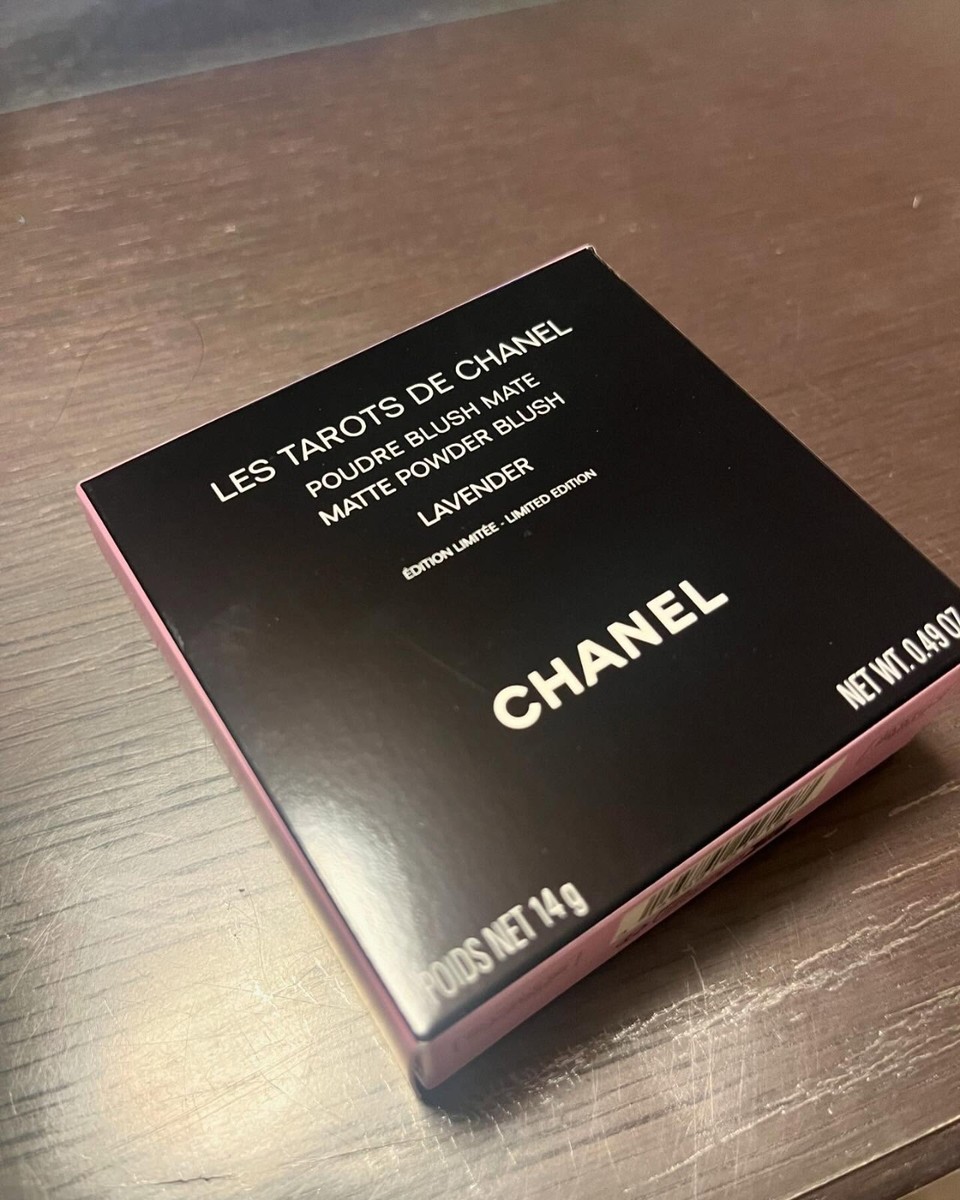 LES TAROTS DE CHANEL
POUDRE BLUSH MATE
MATTE POWDER BLUSH
LAVENDER
ÉDITION LIMITÉE - LIMITED EDITION
CHANEL
NET WT. 0.49 OZ.
POIDS NET 14 g